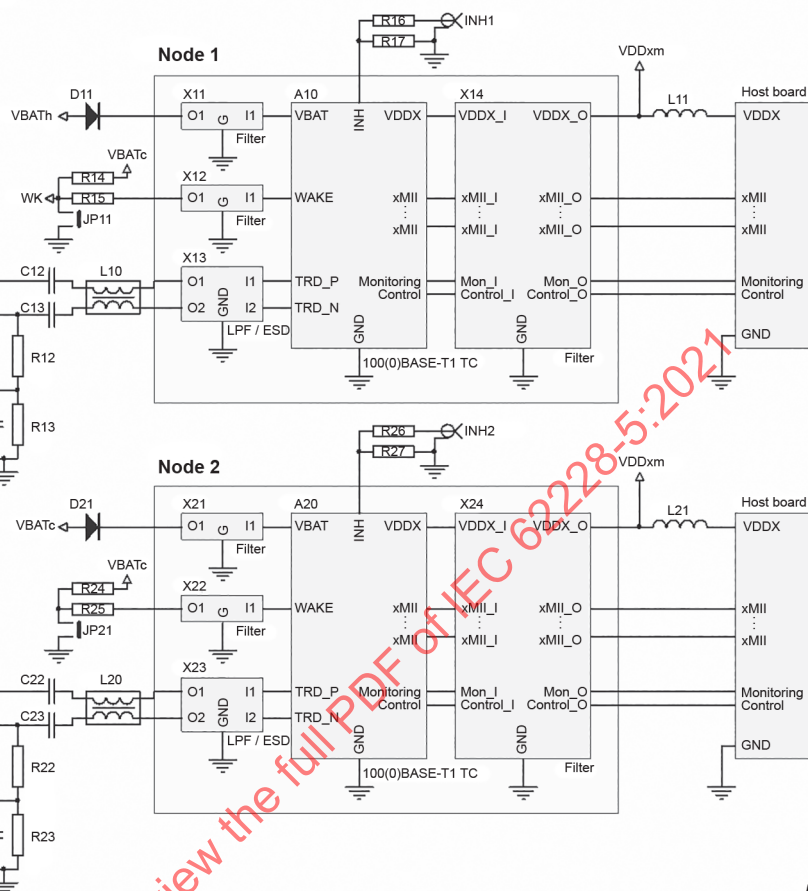 R16
INH1
R17
Node 1
VDDxm
D11
X11
A10
X14
L11
Host board
VBATh
O1 G I1
VBAT
INH
VDDX
VDDX_I
VDDX_O
VDDX
Filter
VBATc
R14
X12
WK
R15
O1 G I1
WAKE
xMII
xMII_I
xMII_O
xMII
JP11
Filter
xMII
xMII_I
xMII_O
xMII
X13
C12
L10
O1
I1
TRD_P
Monitoring
Mon_I
Mon_O
Monitoring
Control
Control_I
Control_O
Control
C13
O2
GND
I2
TRD_N
LPF / ESD
GND
GND
GND
R12
100(0)BASE-T1 TC
Filter
R13
R26
INH2
R27
Node 2
VDDxm
D21
X21
A20
X24
L21
Host board
VBATc
O1 G I1
VBAT
INH
VDDX
VDDX_I
VDDX_O
VDDX
Filter
VBATc
R24
X22
R25
O1 G I1
WAKE
xMII
xMII_I
xMII_O
xMII
JP21
Filter
xMII
xMII_I
xMII_O
xMII
X23
C22
L20
O1
I1
TRD_P
Monitoring
Mon_I
Mon_O
Monitoring
Control
Control_I
Control_O
Control
C23
O2
GND
I2
TRD_N
LPF / ESD
GND
GND
GND
R22
100(0)BASE-T1 TC
Filter
R23
view the full PDF of IEC 62228-5:2021